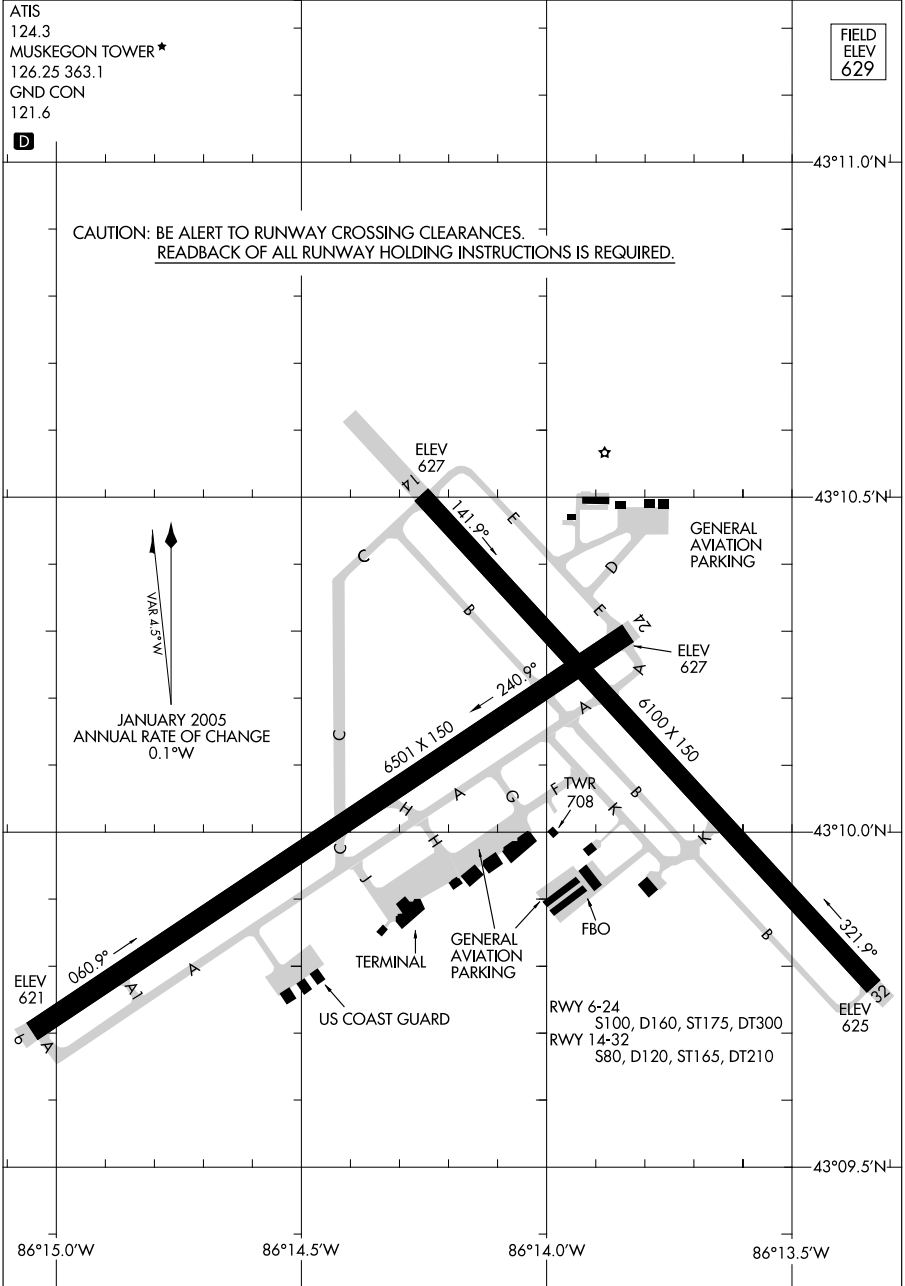 ATIS
124.3
MUSKEGON TOWER★
126.25 363.1
GND CON
121.6
D
FIELD
ELEV
629
43°11.0'N
CAUTION: BE ALERT TO RUNWAY CROSSING CLEARANCES.
READBACK OF ALL RUNWAY HOLDING INSTRUCTIONS IS REQUIRED.
ELEV
627
14
43°10.5'N
141.9°
E
GENERAL
AVIATION
PARKING
C
D
B
E
VAR 4.5°W
24
ELEV
627
A
240.9°
A
6100 X 150
JANUARY 2005
ANNUAL RATE OF CHANGE
0.1°W
C
6501 X 150
TWR
708
H
A
G
F
K
B
43°10.0'N
C
H
K
J
321.9°
FBO
TERMINAL
GENERAL
AVIATION
PARKING
B
060.9°
A
A1
ELEV
621
US COAST GUARD
32
ELEV
625
RWY 6-24
S100, D160, ST175, DT300
RWY 14-32
S80, D120, ST165, DT210
6
A
43°09.5'N
86°15.0'W
86°14.5'W
86°14.0'W
86°13.5'W